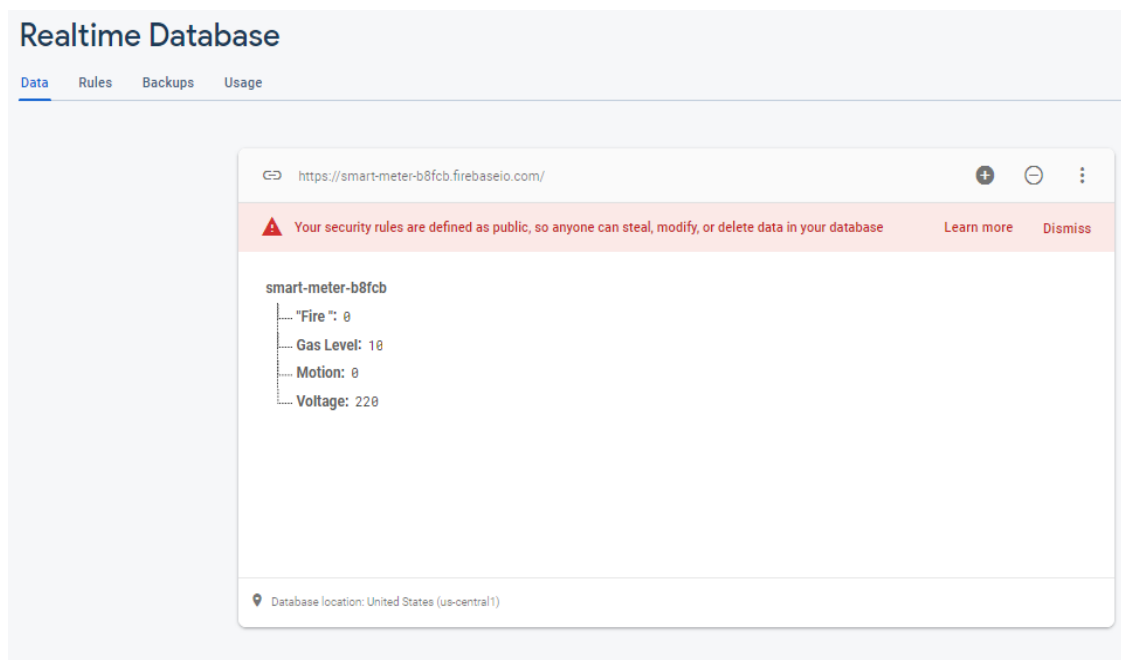 Realtime Database
Data Rules Backups Usage
https://smart-meter-b8fcb.firebaseio.com/
Your security rules are defined as public, so anyone can steal, modify, or delete data in your database Learn more Dismiss
smart-meter-b8fcb
"Fire ": 0
Gas Level: 10
Motion: 0
Voltage: 220
Database location: United States (us-central1)